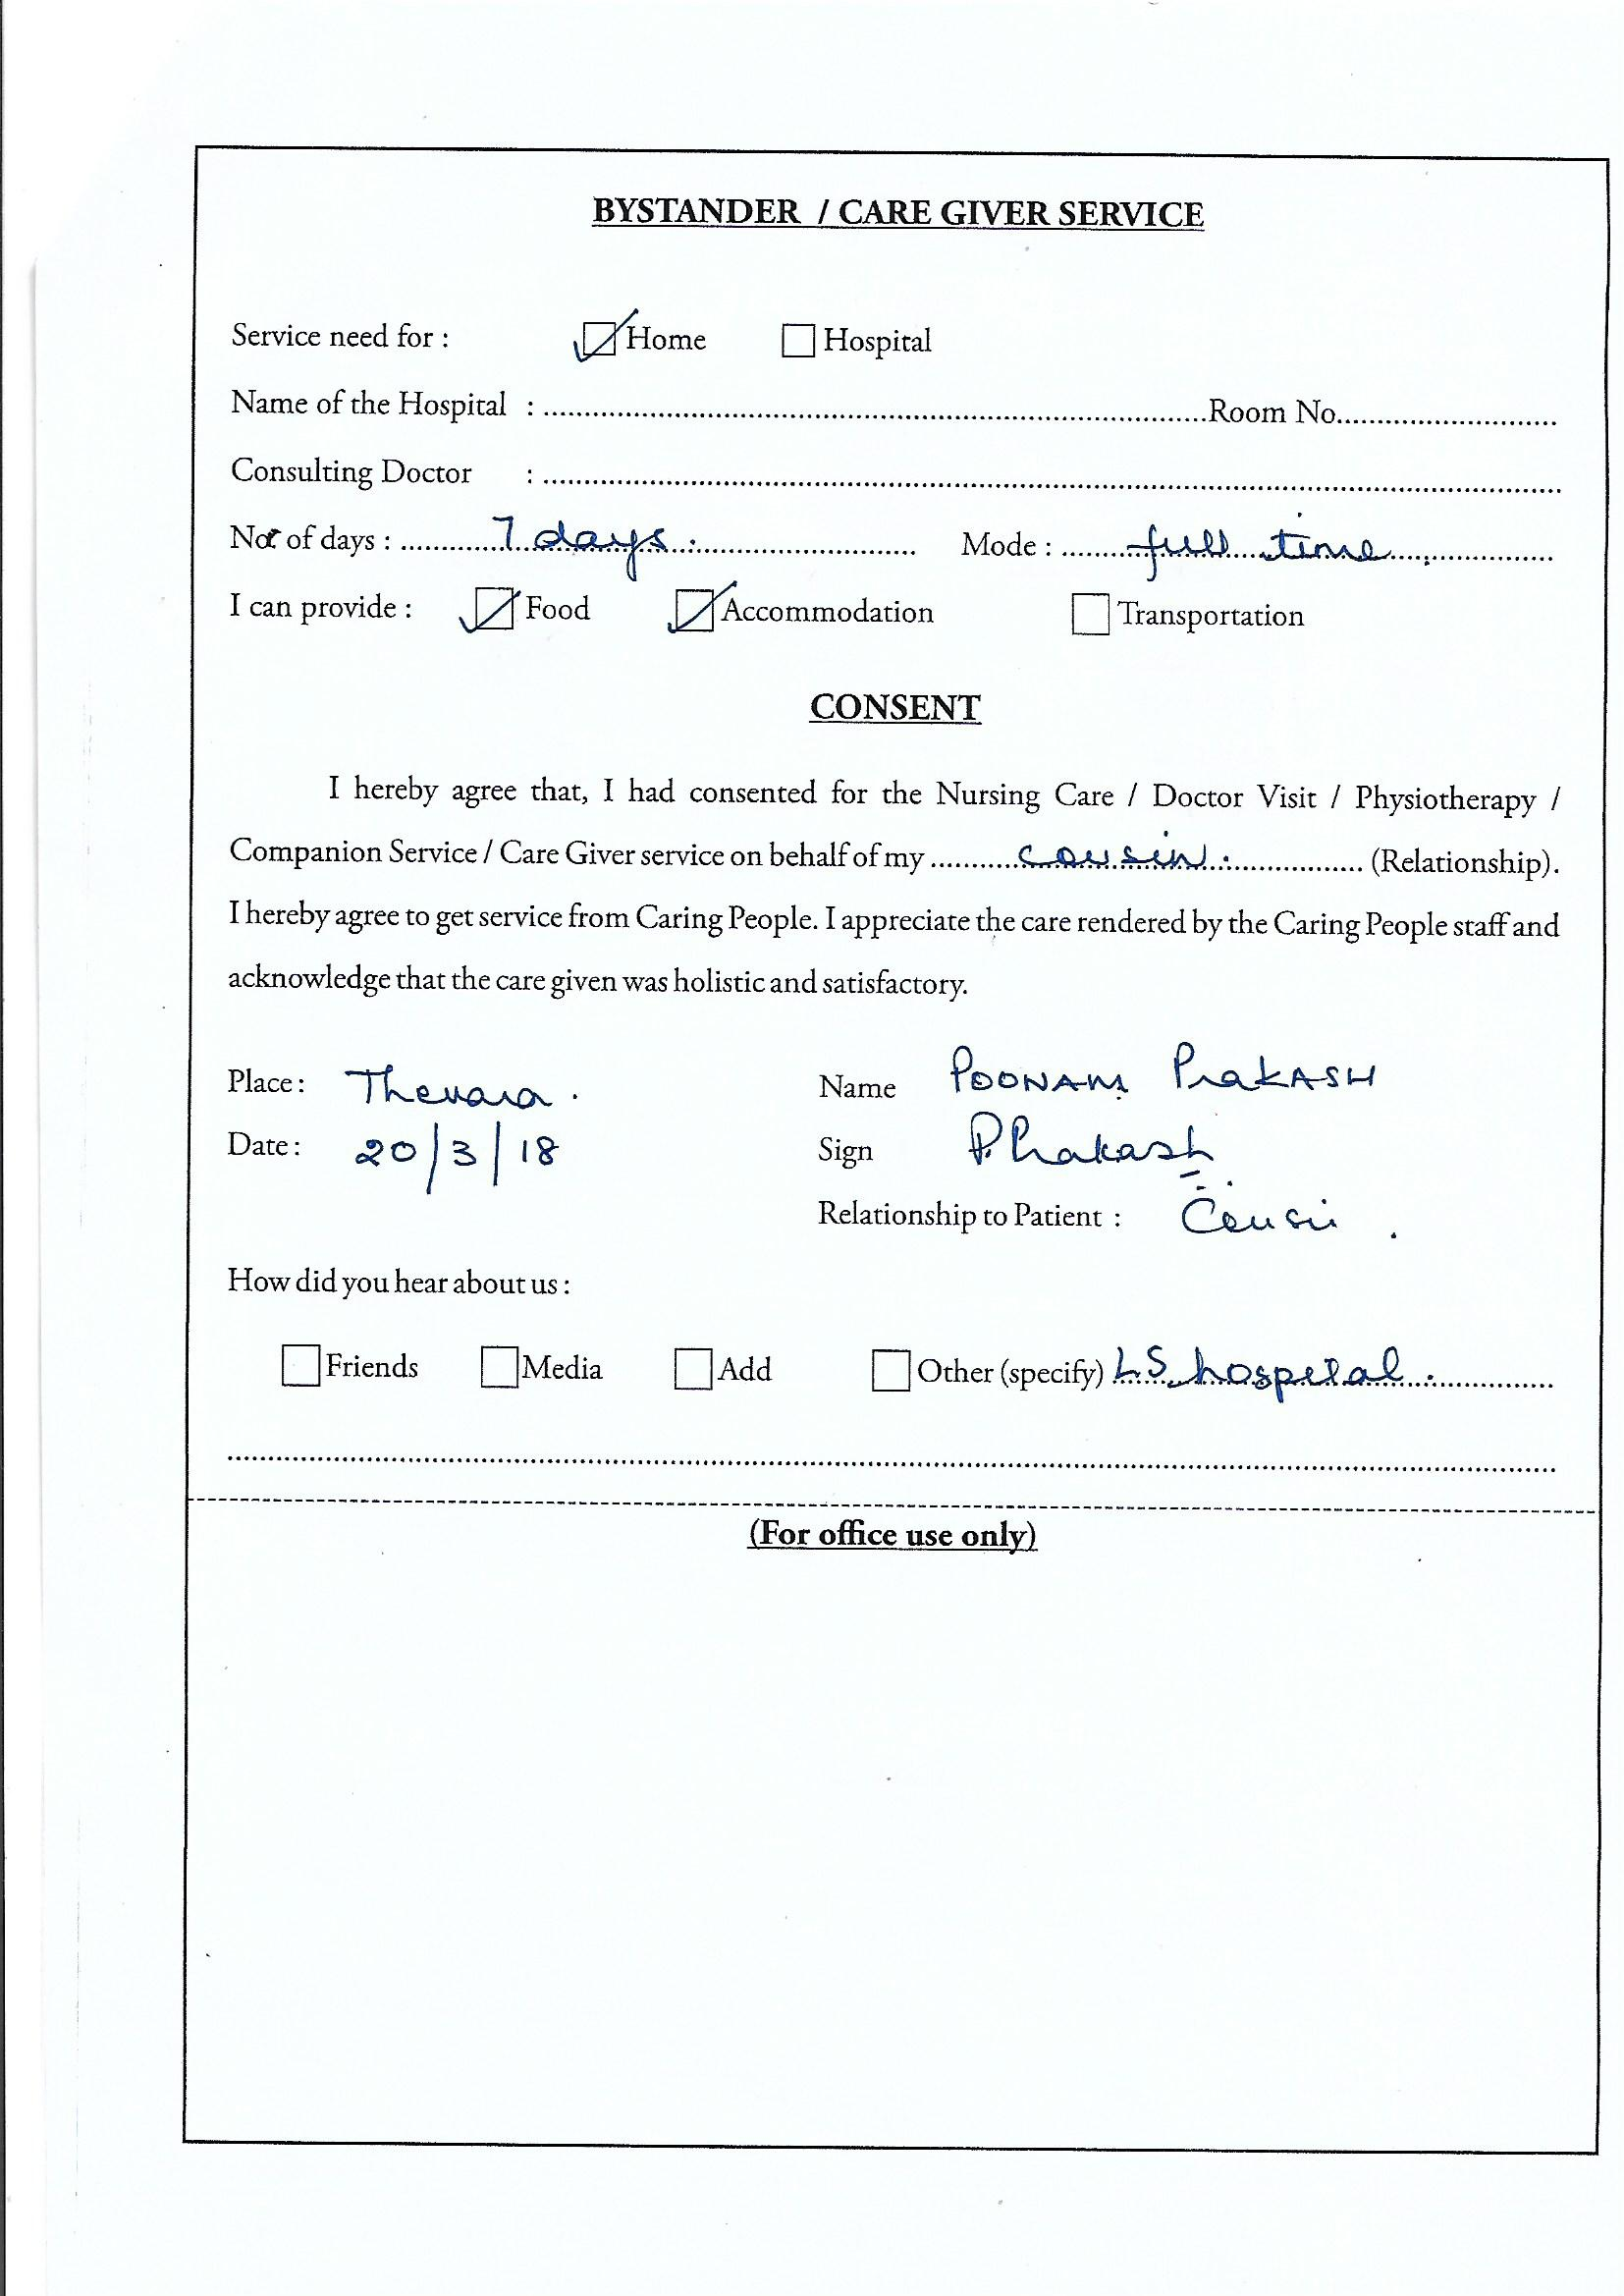 BYSTANDER / CARE GIVER SERVICE
Service need for : Home Hospital
Name of the Hospital : Room No.
Consulting Doctor :
No of days : 7 days. Mode : full time
I can provide : Food Accommodation Transportation
CONSENT
I hereby agree that, I had consented for the Nursing Care / Doctor Visit / Physiotherapy /
Companion Service / Care Giver service on behalf of my cousin. (Relationship).
I hereby agree to get service from Caring People. I appreciate the care rendered by the Caring People staff and
acknowledge that the care given was holistic and satisfactory.
Place : Thevara. Name POONAM PrakASH
Date : 20/3/18 Sign P. Prakash
Relationship to Patient : Cousin.
How did you hear about us :
Friends Media Add Other (specify) LS hospital.
(For office use only)